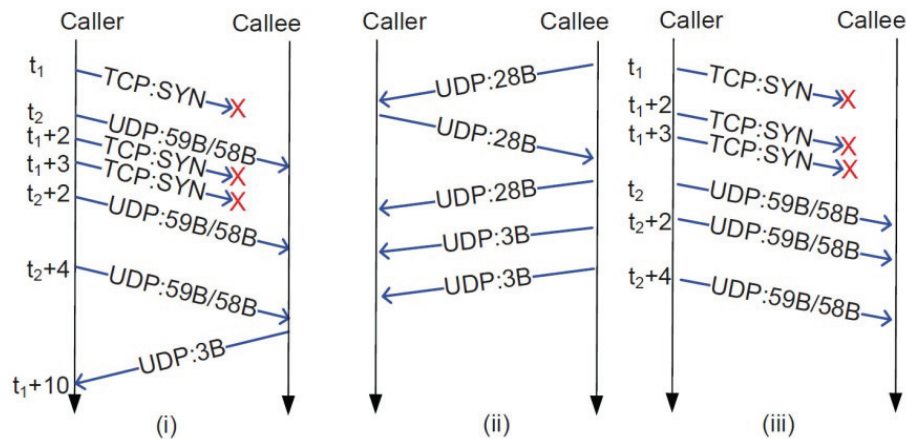 Caller Callee
t1
TCP:SYN
X
t2
UDP:59B/58B
t1+2
TCP:SYN
X
t1+3
TCP:SYN
X
t2+2
UDP:59B/58B
t2+4
UDP:59B/58B
UDP:3B
t1+10
(i)
Caller Callee
UDP:28B
UDP:28B
UDP:28B
UDP:3B
UDP:3B
(ii)
Caller Callee
t1
TCP:SYN
X
t1+2
TCP:SYN
X
t1+3
TCP:SYN
X
t2
UDP:59B/58B
t2+2
UDP:59B/58B
t2+4
UDP:59B/58B
(iii)